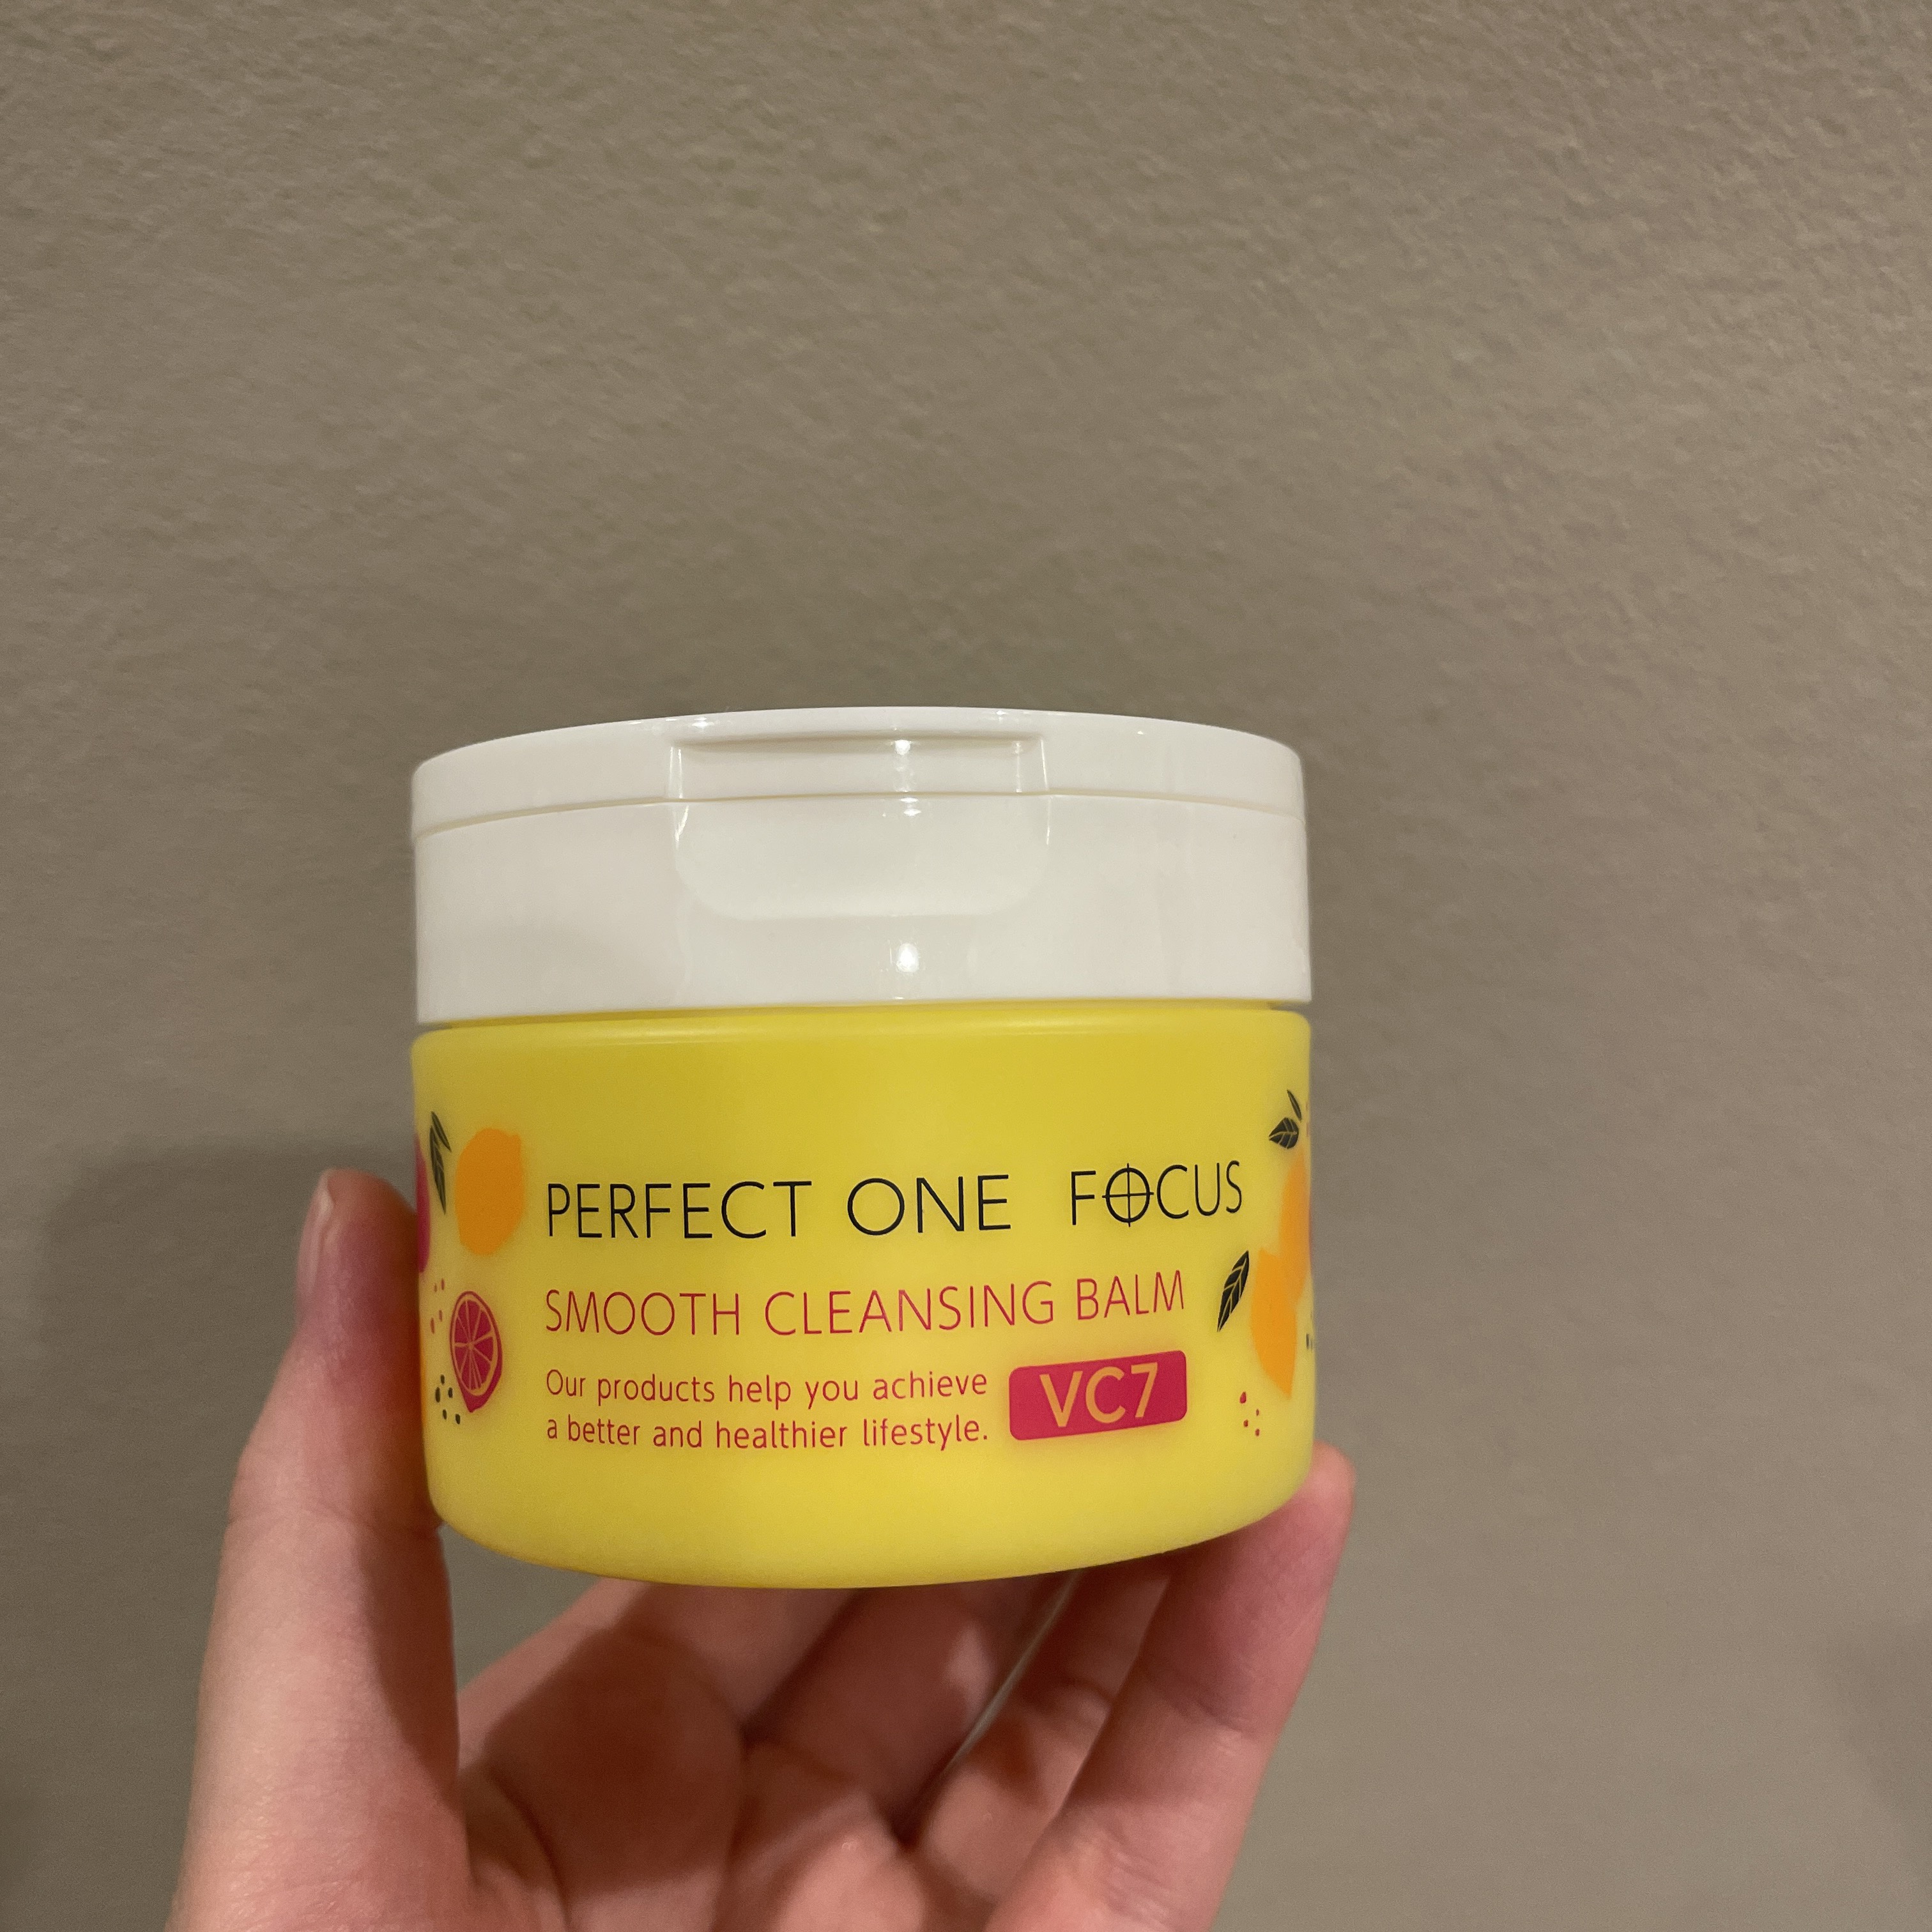 PERFECT ONE FOCUS
SMOOTH CLEANSING BALM
Our products help you achieve
a better and healthier lifestyle.
VC7